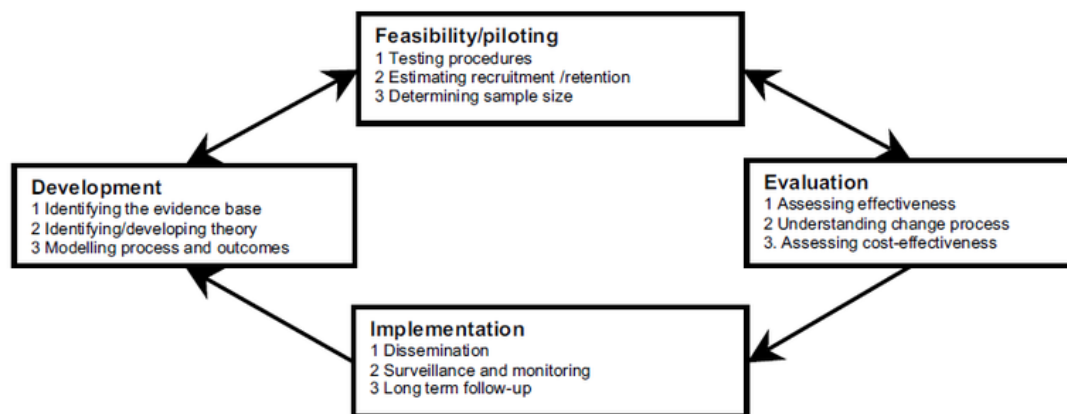 Feasibility/piloting
1 Testing procedures
2 Estimating recruitment /retention
3 Determining sample size
Development
1 Identifying the evidence base
2 Identifying/developing theory
3 Modelling process and outcomes
Evaluation
1 Assessing effectiveness
2 Understanding change process
3. Assessing cost-effectiveness
Implementation
1 Dissemination
2 Surveillance and monitoring
3 Long term follow-up